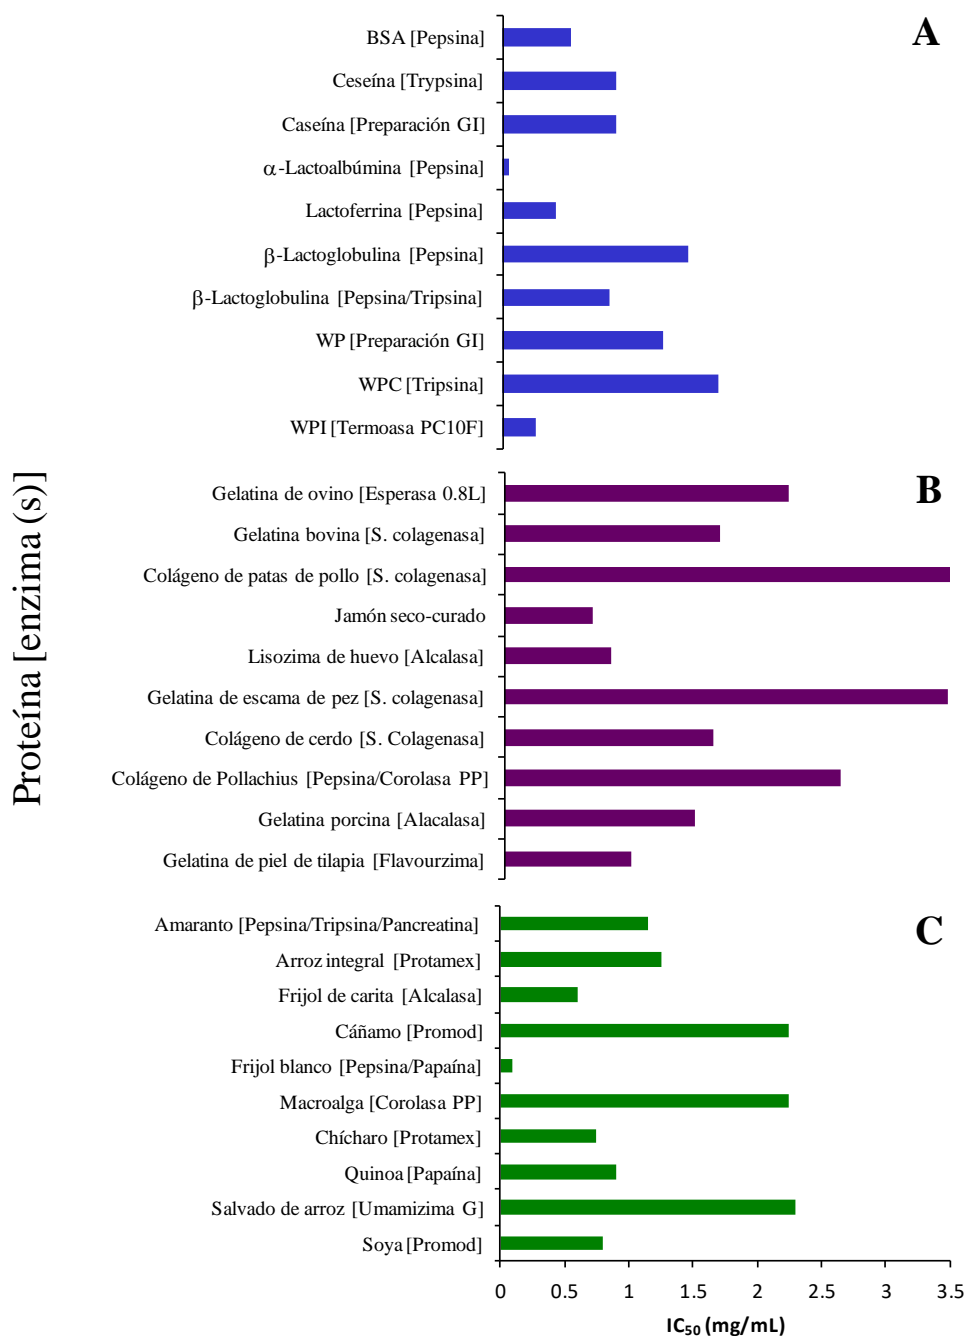 A
BSA [Pepsina]
Ceseína [Trypsina]
Caseína [Preparación GI]
α-Lactoalbúmina [Pepsina]
Lactoferrina [Pepsina]
β-Lactoglobulina [Pepsina]
β-Lactoglobulina [Pepsina/Tripsina]
WP [Preparación GI]
WPC [Tripsina]
WPI [Termoasa PC10F]
Proteína [enzima (s)]
B
Gelatina de ovino [Esperasa 0.8L]
Gelatina bovina [S. colagenasa]
Colágeno de patas de pollo [S. colagenasa]
Jamón seco-curado
Lisozima de huevo [Alcalasa]
Gelatina de escama de pez [S. colagenasa]
Colágeno de cerdo [S. Colagenasa]
Colágeno de Pollachius [Pepsina/Corolasa PP]
Gelatina porcina [Alacalasa]
Gelatina de piel de tilapia [Flavourzima]
C
Amaranto [Pepsina/Tripsina/Pancreatina]
Arroz integral [Protamex]
Frijol de carita [Alcalasa]
Cáñamo [Promod]
Frijol blanco [Pepsina/Papaína]
Macroalga [Corolasa PP]
Chícharo [Protamex]
Quinoa [Papaína]
Salvado de arroz [Umamizima G]
Soya [Promod]
0 0.5 1 1.5 2 2.5 3 3.5
IC₅₀ (mg/mL)